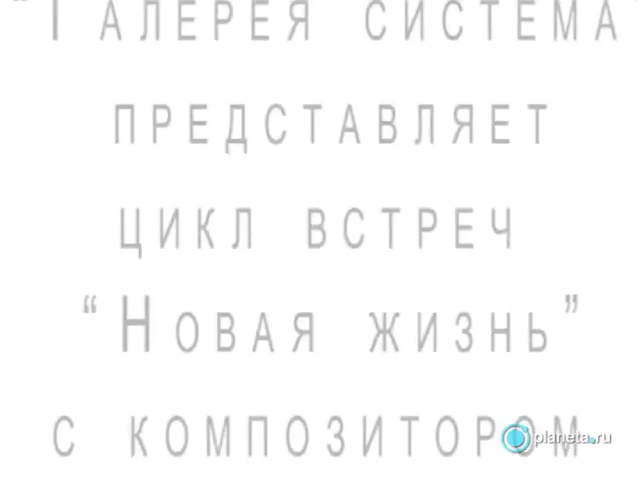 “ГАЛЕРЕЯ СИСТЕМА
ПРЕДСТАВЛЯЕТ
ЦИКЛ ВСТРЕЧ
“НОВАЯ ЖИЗНЬ”
С КОМПОЗИТОРОМ
planeta.ru